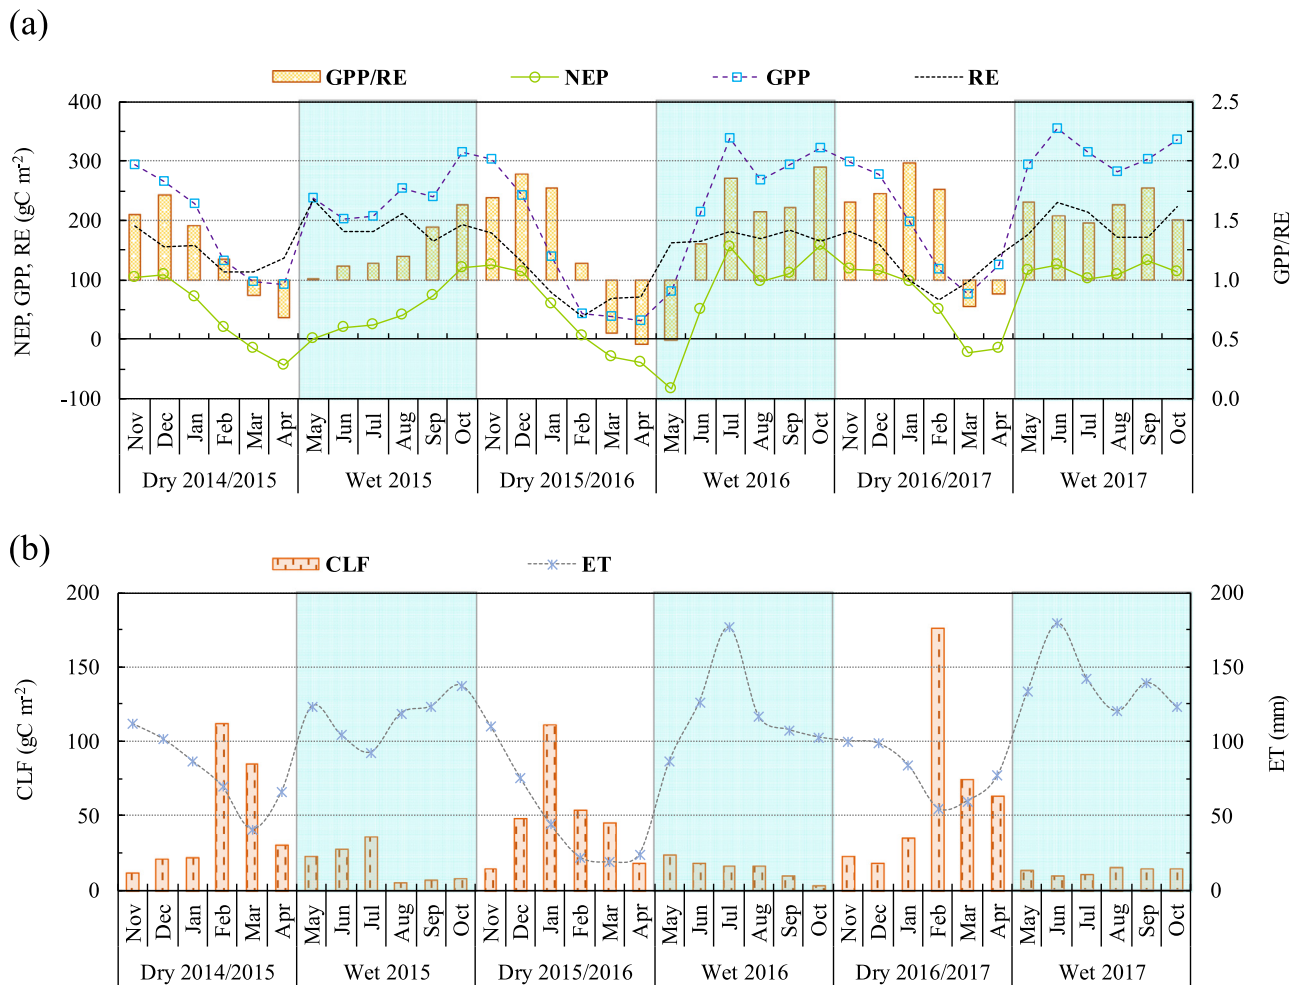 (a)
GPP/RE NEP GPP RE
400 2.5
300 2.0
200 1.5
100 1.0
0 0.5
-100 0.0
NEP, GPP, RE (gC m-2)
GPP/RE
Nov Dec Jan Feb Mar Apr May Jun Jul Aug Sep Oct Nov Dec Jan Feb Mar Apr May Jun Jul Aug Sep Oct Nov Dec Jan Feb Mar Apr May Jun Jul Aug Sep Oct
Dry 2014/2015 Wet 2015 Dry 2015/2016 Wet 2016 Dry 2016/2017 Wet 2017
(b)
CLF ET
200 200
150 150
100 100
50 50
0 0
CLF (gC m-2)
ET (mm)
Nov Dec Jan Feb Mar Apr May Jun Jul Aug Sep Oct Nov Dec Jan Feb Mar Apr May Jun Jul Aug Sep Oct Nov Dec Jan Feb Mar Apr May Jun Jul Aug Sep Oct
Dry 2014/2015 Wet 2015 Dry 2015/2016 Wet 2016 Dry 2016/2017 Wet 2017